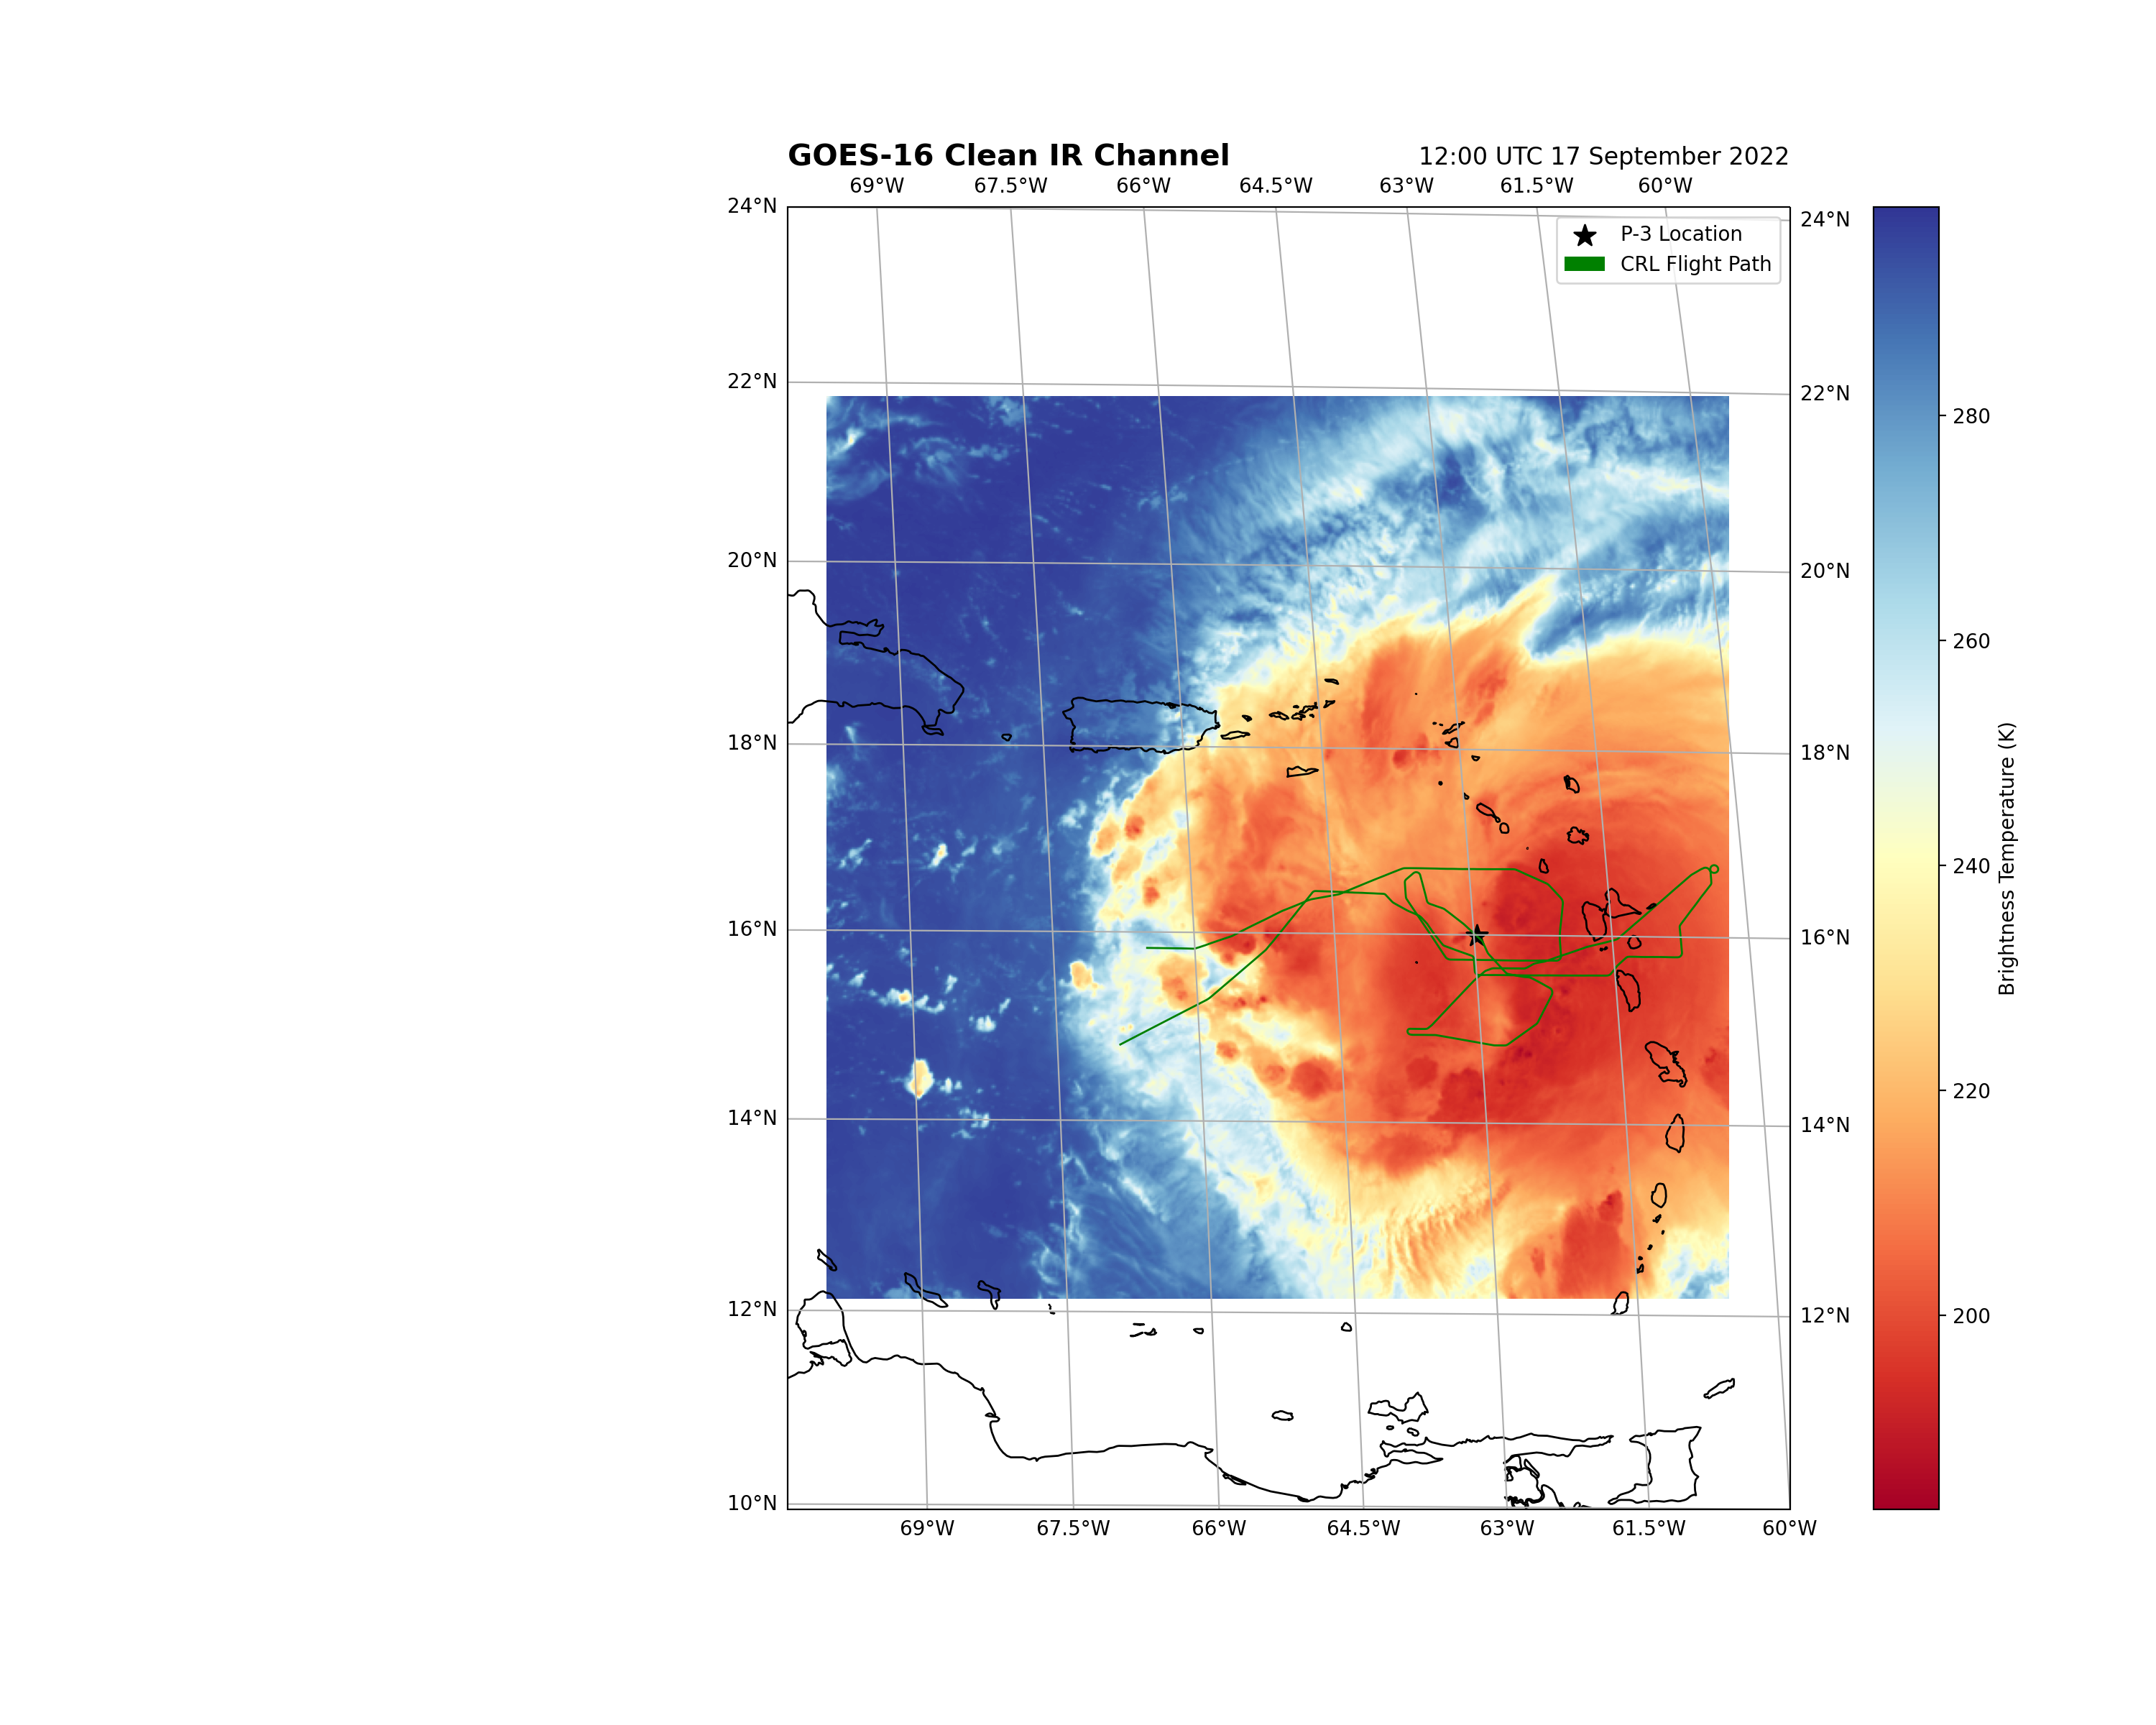 GOES-16 Clean IR Channel
12:00 UTC 17 September 2022
69°W 67.5°W 66°W 64.5°W 63°W 61.5°W 60°W
24°N
24°N
P-3 Location
CRL Flight Path
22°N
22°N
280
20°N
20°N
260
18°N
18°N
Brightness Temperature (K)
240
16°N
16°N
220
14°N
14°N
12°N
12°N
200
10°N
69°W 67.5°W 66°W 64.5°W 63°W 61.5°W 60°W